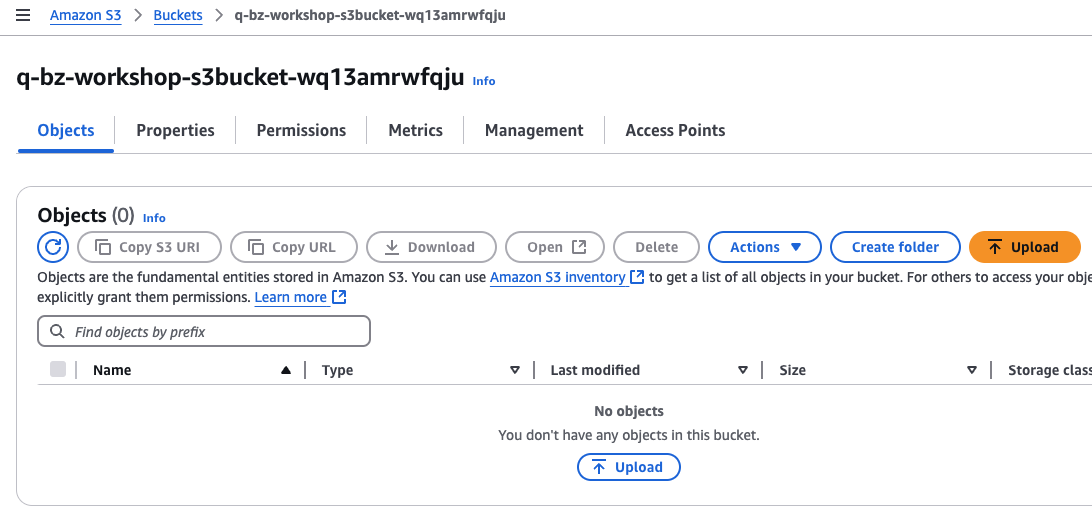 Amazon S3 > Buckets > q-bz-workshop-s3bucket-wq13amrwfqju
q-bz-workshop-s3bucket-wq13amrwfqju Info
Objects Properties Permissions Metrics Management Access Points
Objects (0) Info
Copy S3 URI Copy URL Download Open Delete Actions Create folder Upload
Objects are the fundamental entities stored in Amazon S3. You can use Amazon S3 inventory to get a list of all objects in your bucket. For others to access your obje
explicitly grant them permissions. Learn more
Find objects by prefix
Name Type Last modified Size Storage clas
No objects
You don't have any objects in this bucket.
Upload